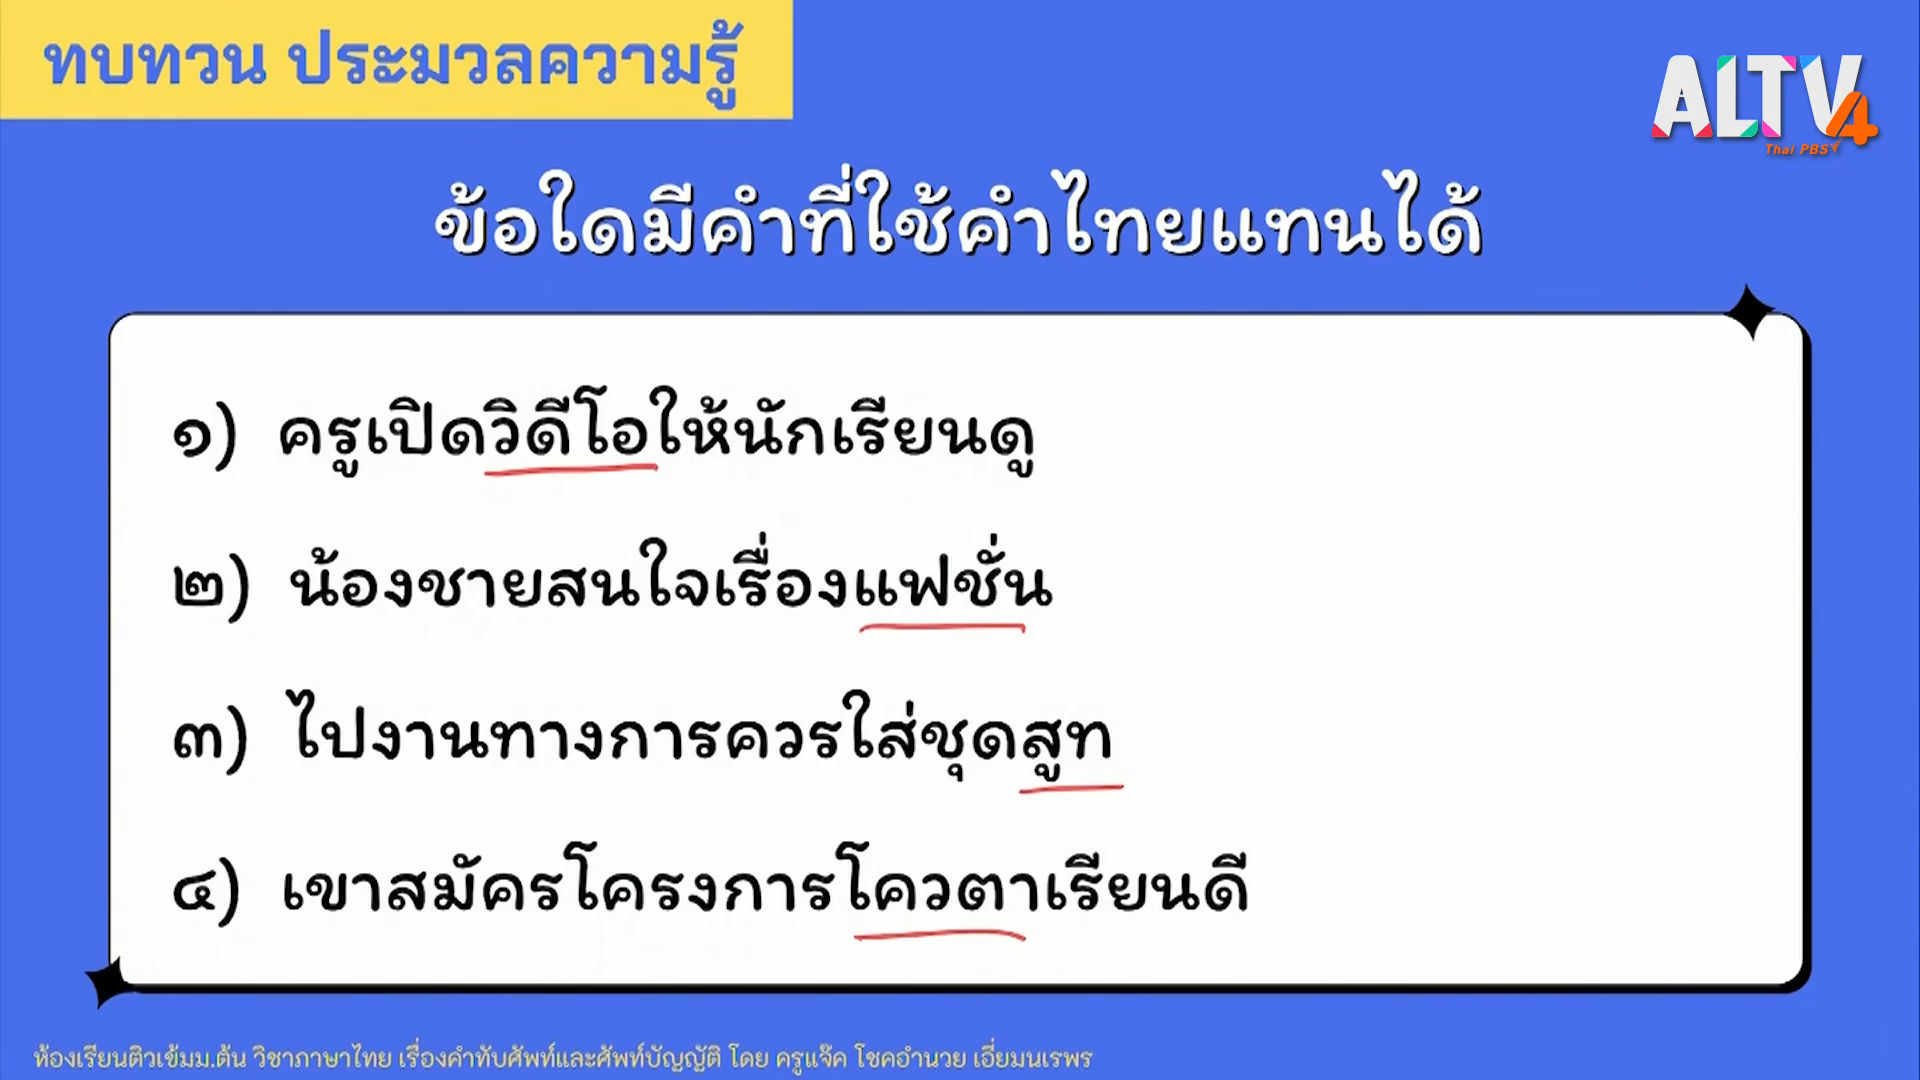 ทบทวน ประมวลความรู้
ALTV4
Thai PBS
ข้อใดมีคำที่ใช้คำไทยแทนได้
๑) ครูเปิดวิดีโอให้นักเรียนดู
๒) น้องชายสนใจเรื่องแฟชั่น
๓) ไปงานทางการควรใส่ชุดสูท
๔) เขาสมัครโครงการโควตาเรียนดี
ห้องเรียนติวเข้มม.ต้น วิชาภาษาไทย เรื่องคำทับศัพท์และศัพท์บัญญัติ โดย ครูแจ๊ค โชคอำนวย เอี่ยมนเรพร